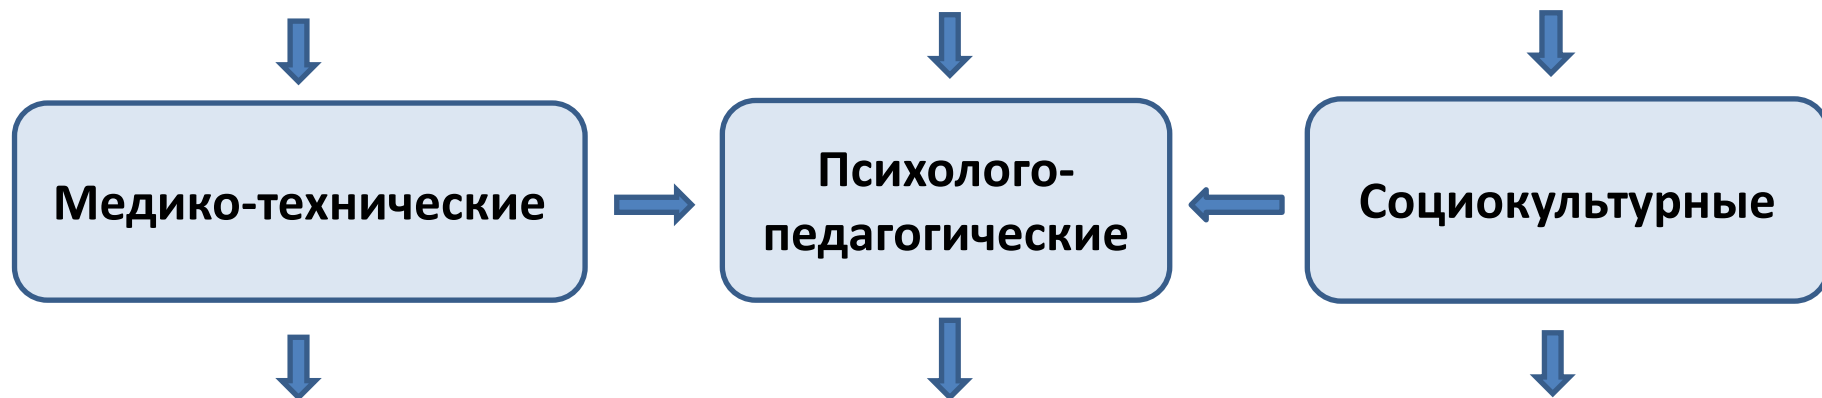 Медико-технические
Психолого-
педагогические
Социокультурные